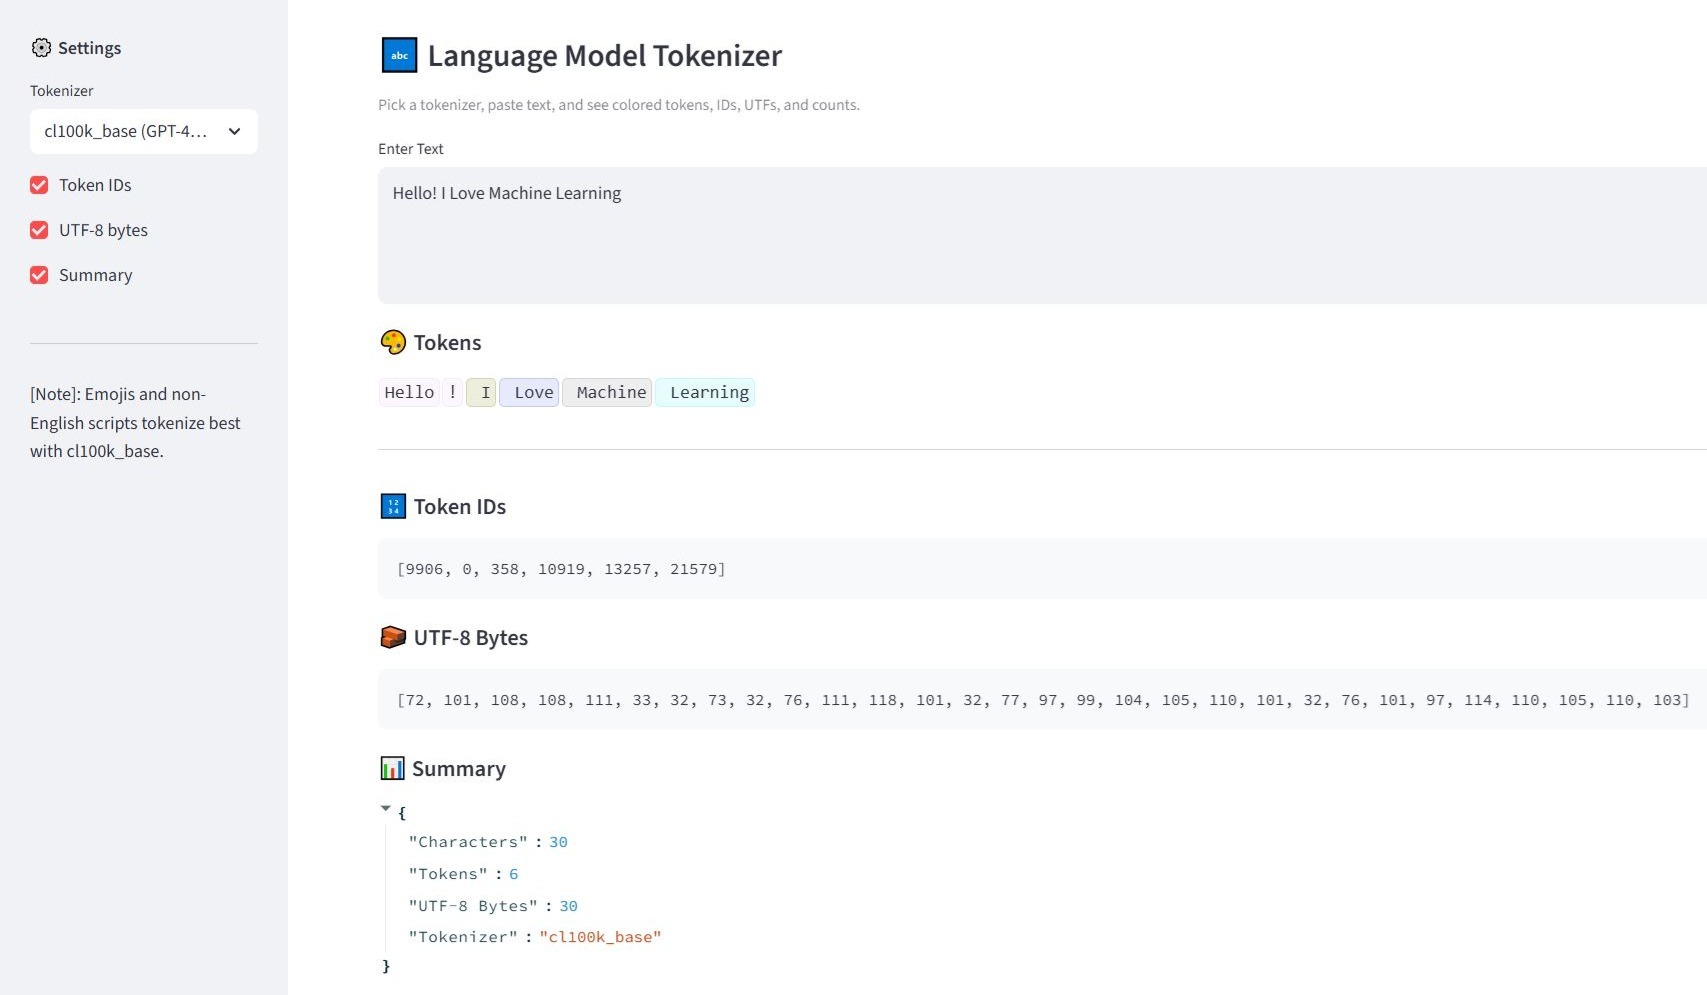 Settings
Tokenizer
cl100k_base (GPT-4...
Token IDs
UTF-8 bytes
Summary
[Note]: Emojis and non-
English scripts tokenize best
with cl100k_base.
abc Language Model Tokenizer
Pick a tokenizer, paste text, and see colored tokens, IDs, UTFs, and counts.
Enter Text
Hello! I Love Machine Learning
Tokens
Hello ! I Love Machine Learning
1 2
3 4
Token IDs
[9906, 0, 358, 10919, 13257, 21579]
UTF-8 Bytes
[72, 101, 108, 108, 111, 33, 32, 73, 32, 76, 111, 118, 101, 32, 77, 97, 99, 104, 105, 110, 101, 32, 76, 101, 97, 114, 110, 105, 110, 103]
Summary
{
"Characters" : 30
"Tokens" : 6
"UTF-8 Bytes" : 30
"Tokenizer" : "cl100k_base"
}